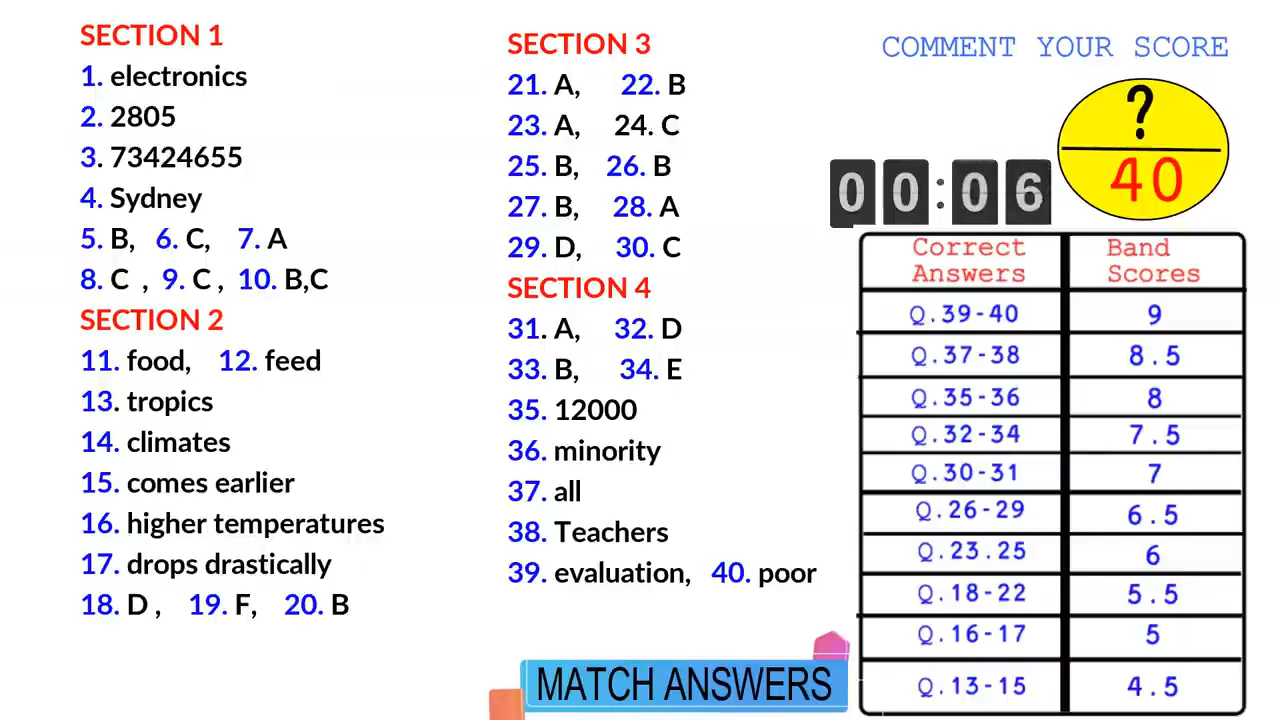 SECTION 1
1. electronics
2. 2805
3. 73424655
4. Sydney
5. B, 6. C, 7. A
8. C , 9. C , 10. B,C
SECTION 2
11. food, 12. feed
13. tropics
14. climates
15. comes earlier
16. higher temperatures
17. drops drastically
18. D , 19. F, 20. B
SECTION 3
21. A, 22. B
23. A, 24. C
25. B, 26. B
27. B, 28. A
29. D, 30. C
SECTION 4
31. A, 32. D
33. B, 34. E
35. 12000
36. minority
37. all
38. Teachers
39. evaluation, 40. poor
MATCH ANSWERS
COMMENT YOUR SCORE
?
40
00:06
Correct Answers Band Scores
Q.39-40 9
Q.37-38 8.5
Q.35-36 8
Q.32-34 7.5
Q.30-31 7
Q.26-29 6.5
Q.23.25 6
Q.18-22 5.5
Q.16-17 5
Q.13-15 4.5